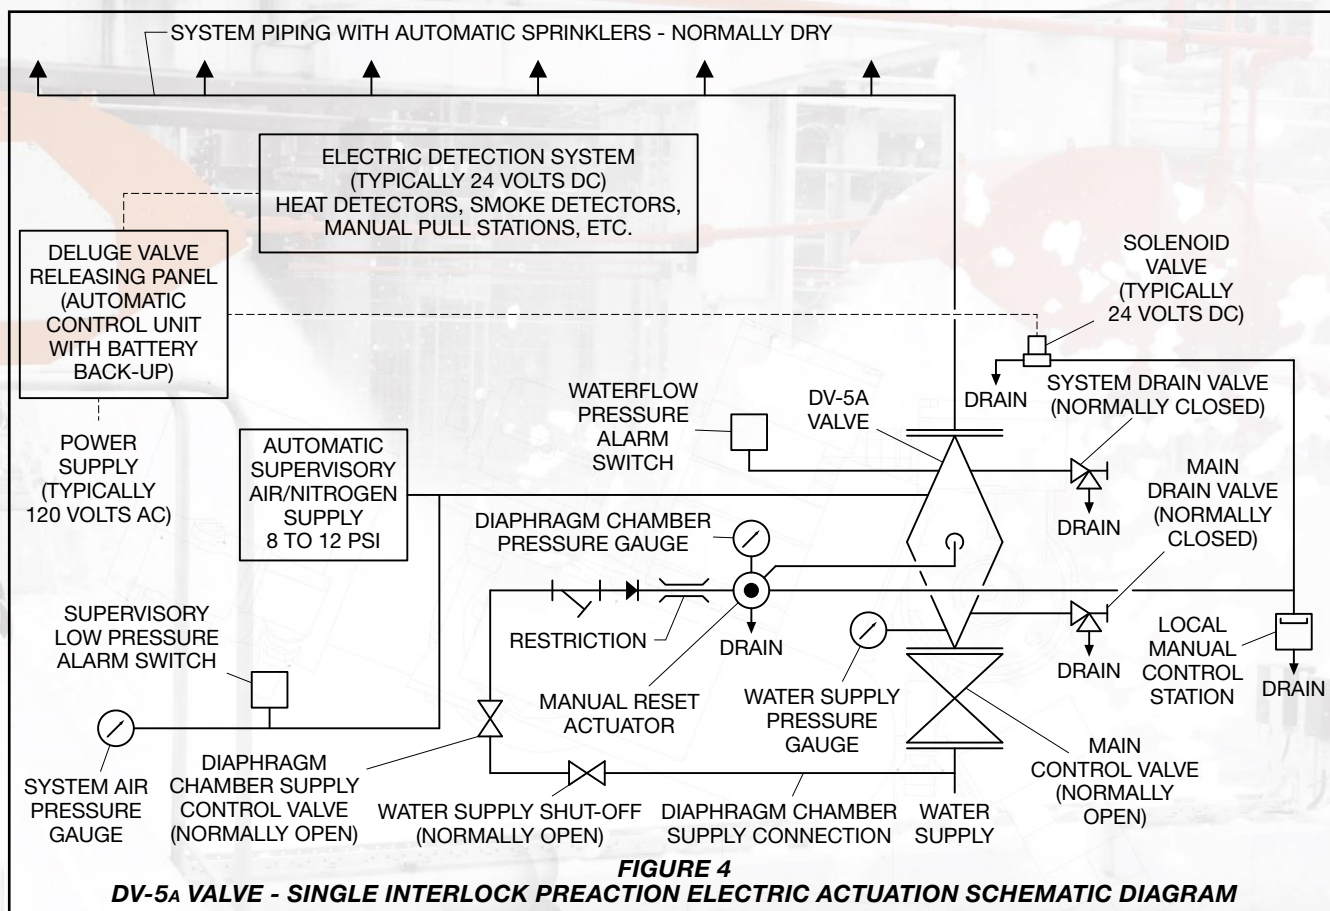 SYSTEM PIPING WITH AUTOMATIC SPRINKLERS - NORMALLY DRY
ELECTRIC DETECTION SYSTEM
(TYPICALLY 24 VOLTS DC)
HEAT DETECTORS, SMOKE DETECTORS,
MANUAL PULL STATIONS, ETC.
DELUGE VALVE
RELEASING PANEL
(AUTOMATIC
CONTROL UNIT
WITH BATTERY
BACK-UP)
SOLENOID
VALVE
(TYPICALLY
24 VOLTS DC)
DRAIN
SYSTEM DRAIN VALVE
(NORMALLY CLOSED)
WATERFLOW
PRESSURE
ALARM
SWITCH
DV-5A
VALVE
POWER
SUPPLY
(TYPICALLY
120 VOLTS AC)
AUTOMATIC
SUPERVISORY
AIR/NITROGEN
SUPPLY
8 TO 12 PSI
MAIN
DRAIN VALVE
(NORMALLY
CLOSED)
DRAIN
DIAPHRAGM CHAMBER
PRESSURE GAUGE
SUPERVISORY
LOW PRESSURE
ALARM SWITCH
RESTRICTION
DRAIN
DRAIN
LOCAL
MANUAL
CONTROL
STATION
DRAIN
MANUAL RESET
ACTUATOR
WATER SUPPLY
PRESSURE
GAUGE
SYSTEM AIR
PRESSURE
GAUGE
DIAPHRAGM
CHAMBER SUPPLY
CONTROL VALVE
(NORMALLY OPEN)
WATER SUPPLY SHUT-OFF
(NORMALLY OPEN)
DIAPHRAGM CHAMBER
SUPPLY CONNECTION
WATER
SUPPLY
MAIN
CONTROL VALVE
(NORMALLY
OPEN)
FIGURE 4
DV-5A VALVE - SINGLE INTERLOCK PREACTION ELECTRIC ACTUATION SCHEMATIC DIAGRAM